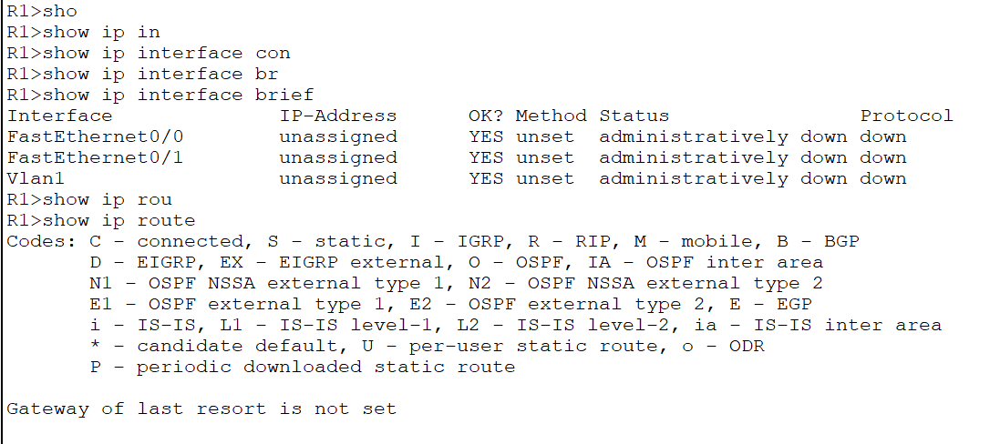 R1>sho
R1>show ip in
R1>show ip interface con
R1>show ip interface br
R1>show ip interface brief
Interface              IP-Address      OK? Method Status                Protocol
FastEthernet0/0        unassigned      YES unset  administratively down down
FastEthernet0/1        unassigned      YES unset  administratively down down
Vlan1                  unassigned      YES unset  administratively down down
R1>show ip rou
R1>show ip route
Codes: C - connected, S - static, I - IGRP, R - RIP, M - mobile, B - BGP
       D - EIGRP, EX - EIGRP external, O - OSPF, IA - OSPF inter area
       N1 - OSPF NSSA external type 1, N2 - OSPF NSSA external type 2
       E1 - OSPF external type 1, E2 - OSPF external type 2, E - EGP
       i - IS-IS, L1 - IS-IS level-1, L2 - IS-IS level-2, ia - IS-IS inter area
       * - candidate default, U - per-user static route, o - ODR
       P - periodic downloaded static route

Gateway of last resort is not set